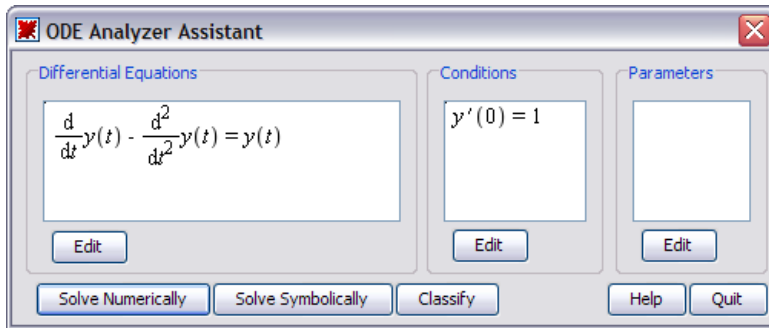 ODE Analyzer Assistant
Differential Equations
d/dt y(t) - d²/dt² y(t) = y(t)
Edit
Conditions
y′(0) = 1
Edit
Parameters
Edit
Solve Numerically
Solve Symbolically
Classify
Help
Quit